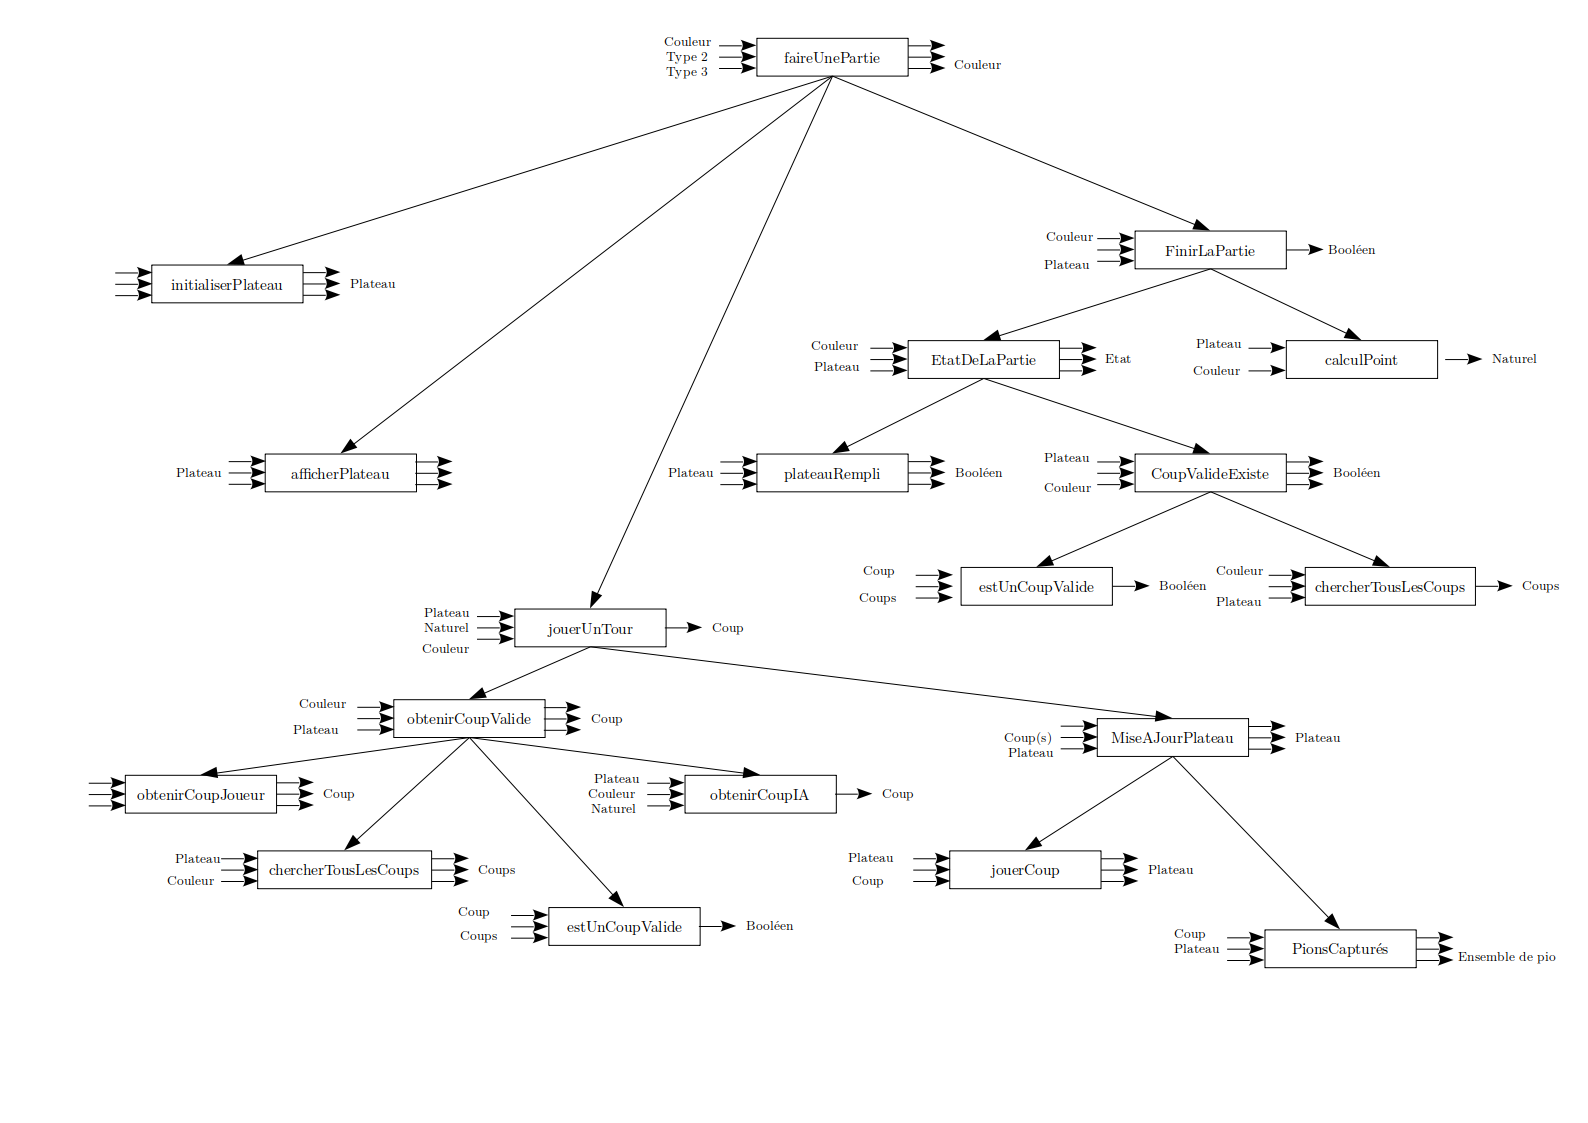 Couleur
Type 2
Type 3
faireUnePartie
Couleur
Couleur
Plateau
FinirLaPartie
Booléen
initialiserPlateau
Plateau
Couleur
Plateau
EtatDeLaPartie
Etat
Plateau
Couleur
calculPoint
Naturel
Plateau
afficherPlateau
Plateau
plateauRempli
Booléen
Plateau
Couleur
CoupValideExiste
Booléen
Coup
Coups
estUnCoupValide
Booléen
Couleur
Plateau
chercherTousLesCoups
Coups
Plateau
Naturel
Couleur
jouerUnTour
Coup
Couleur
Plateau
obtenirCoupValide
Coup
Coup(s)
Plateau
MiseAJourPlateau
Plateau
obtenirCoupJoueur
Coup
Plateau
Couleur
Naturel
obtenirCoupIA
Coup
Plateau
Couleur
chercherTousLesCoups
Coups
Plateau
Coup
jouerCoup
Plateau
Coup
Coups
estUnCoupValide
Booléen
Coup
Plateau
PionsCapturés
Ensemble de pio